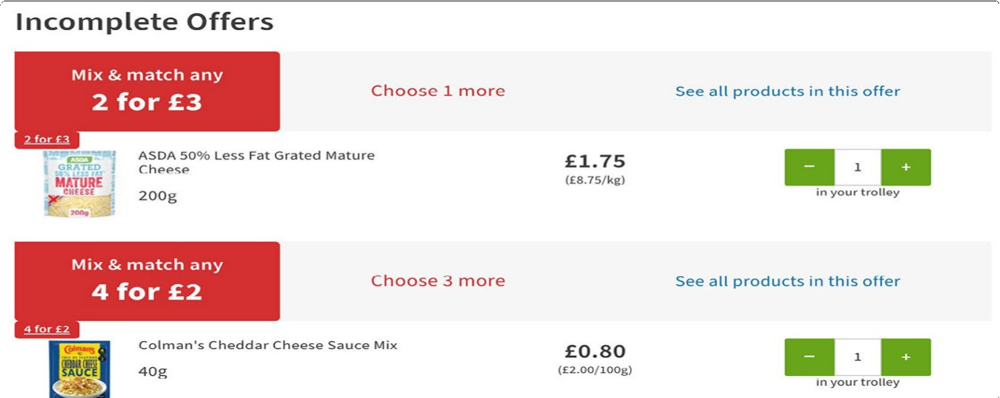 Incomplete Offers
Mix & match any
2 for £3
Choose 1 more
See all products in this offer
2 for £3
ASDA
GRATED
50% LESS FAT
MATURE
CHEESE
200g
ASDA 50% Less Fat Grated Mature
Cheese
200g
£1.75
(£8.75/kg)
− 1 +
in your trolley
Mix & match any
4 for £2
Choose 3 more
See all products in this offer
4 for £2
Colman's
CHEDDAR CHEESE
SAUCE
Colman's Cheddar Cheese Sauce Mix
40g
£0.80
(£2.00/100g)
− 1 +
in your trolley